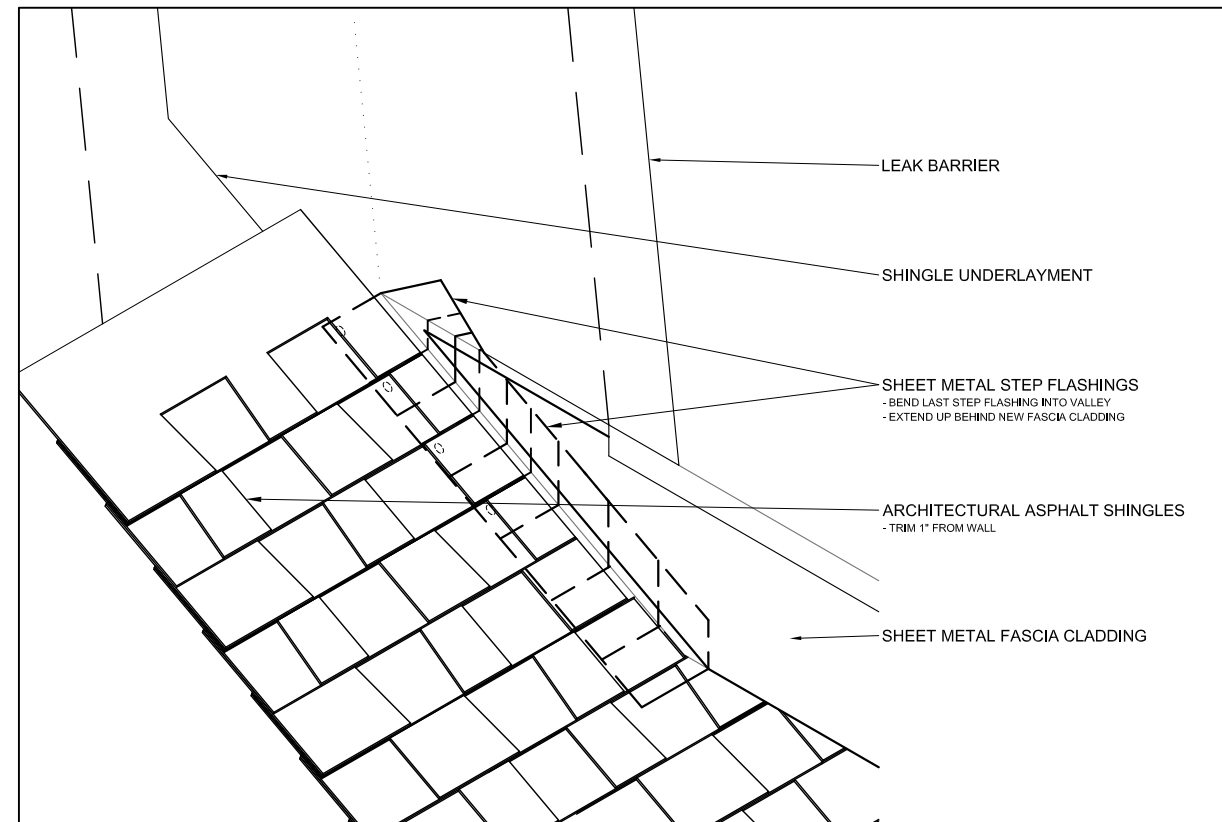 LEAK BARRIER
SHINGLE UNDERLAYMENT
SHEET METAL STEP FLASHINGS
- BEND LAST STEP FLASHING INTO VALLEY
- EXTEND UP BEHIND NEW FASCIA CLADDING
ARCHITECTURAL ASPHALT SHINGLES
- TRIM 1" FROM WALL
SHEET METAL FASCIA CLADDING